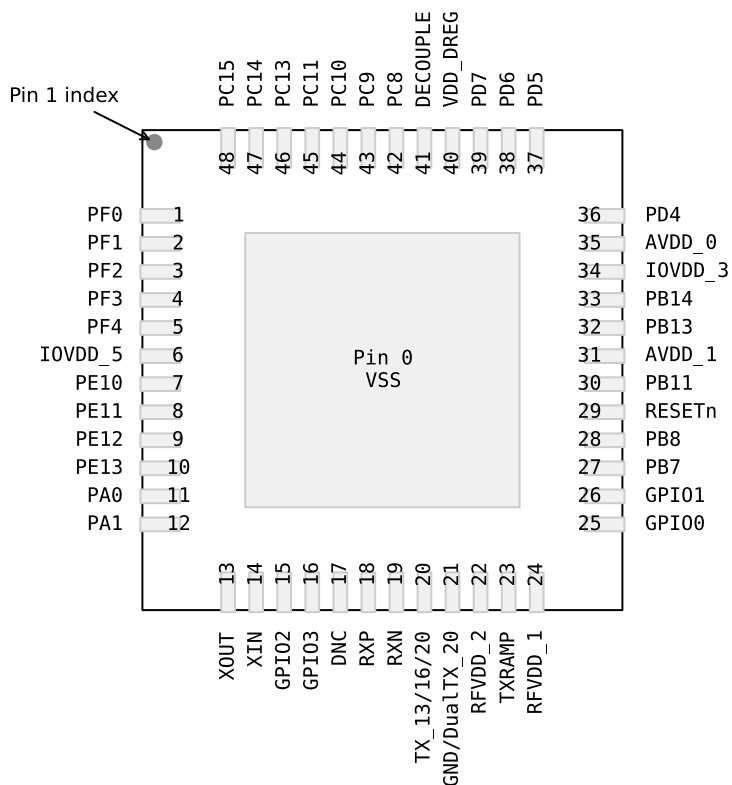 PC15
PC14
PC13
PC11
PC10
PC9
PC8
DECOUPLE
VDD_DREG
PD7
PD6
PD5
Pin 1 index
48
47
46
45
44
43
42
41
40
39
38
37
PF0 1
PF1 2
PF2 3
PF3 4
PF4 5
IOVDD_5 6
PE10 7
PE11 8
PE12 9
PE13 10
PA0 11
PA1 12
Pin 0
VSS
36 PD4
35 AVDD_0
34 IOVDD_3
33 PB14
32 PB13
31 AVDD_1
30 PB11
29 RESETn
28 PB8
27 PB7
26 GPIO1
25 GPIO0
13
14
15
16
17
18
19
20
21
22
23
24
XOUT
XIN
GPIO2
GPIO3
DNC
RXP
RXN
TX_13/16/20
GND/DualTX_20
RFVDD_2
TXRAMP
RFVDD_1